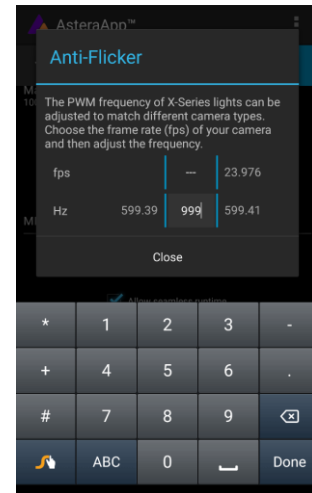 AsteraApp™
Anti-Flicker
The PWM frequency of X-Series lights can be
adjusted to match different camera types.
Choose the frame rate (fps) of your camera
and then adjust the frequency.
fps --- 23.976
Hz 599.39 999 599.41
Close
Allow seamless runtime
* 1 2 3 -
+ 4 5 6 .
# 7 8 9
ABC 0 Done